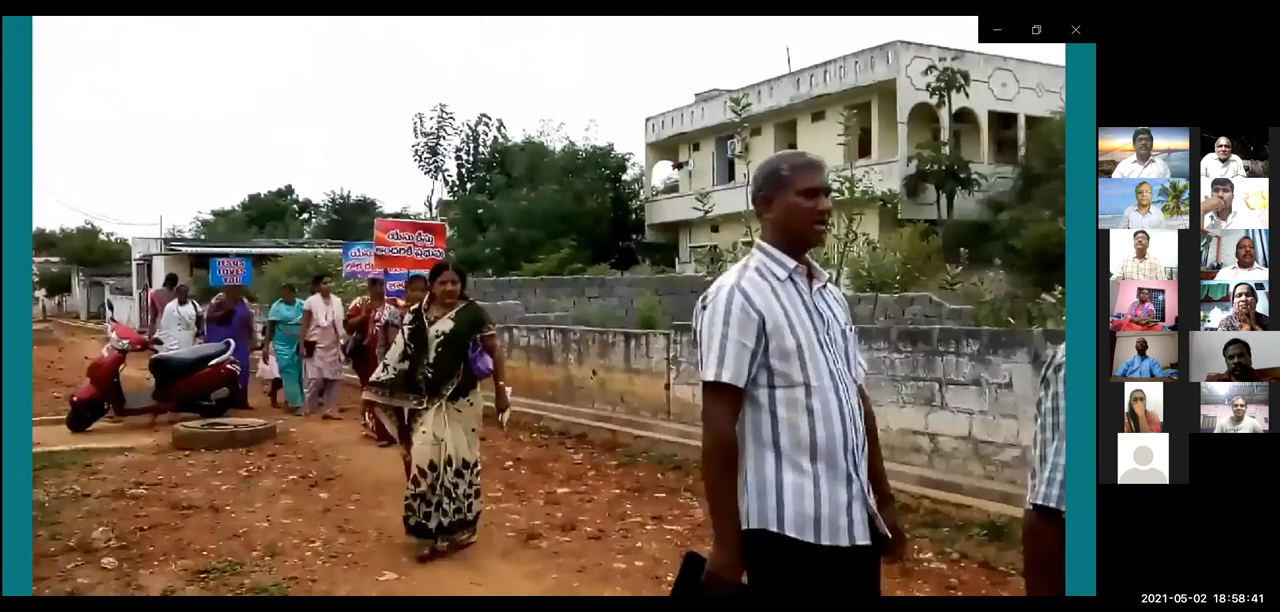 JESUS
LOVES
YOU
యేసు
యేసు క్రీస్తు
అందరికి ప్రభువు
2021-05-02 18:58:41